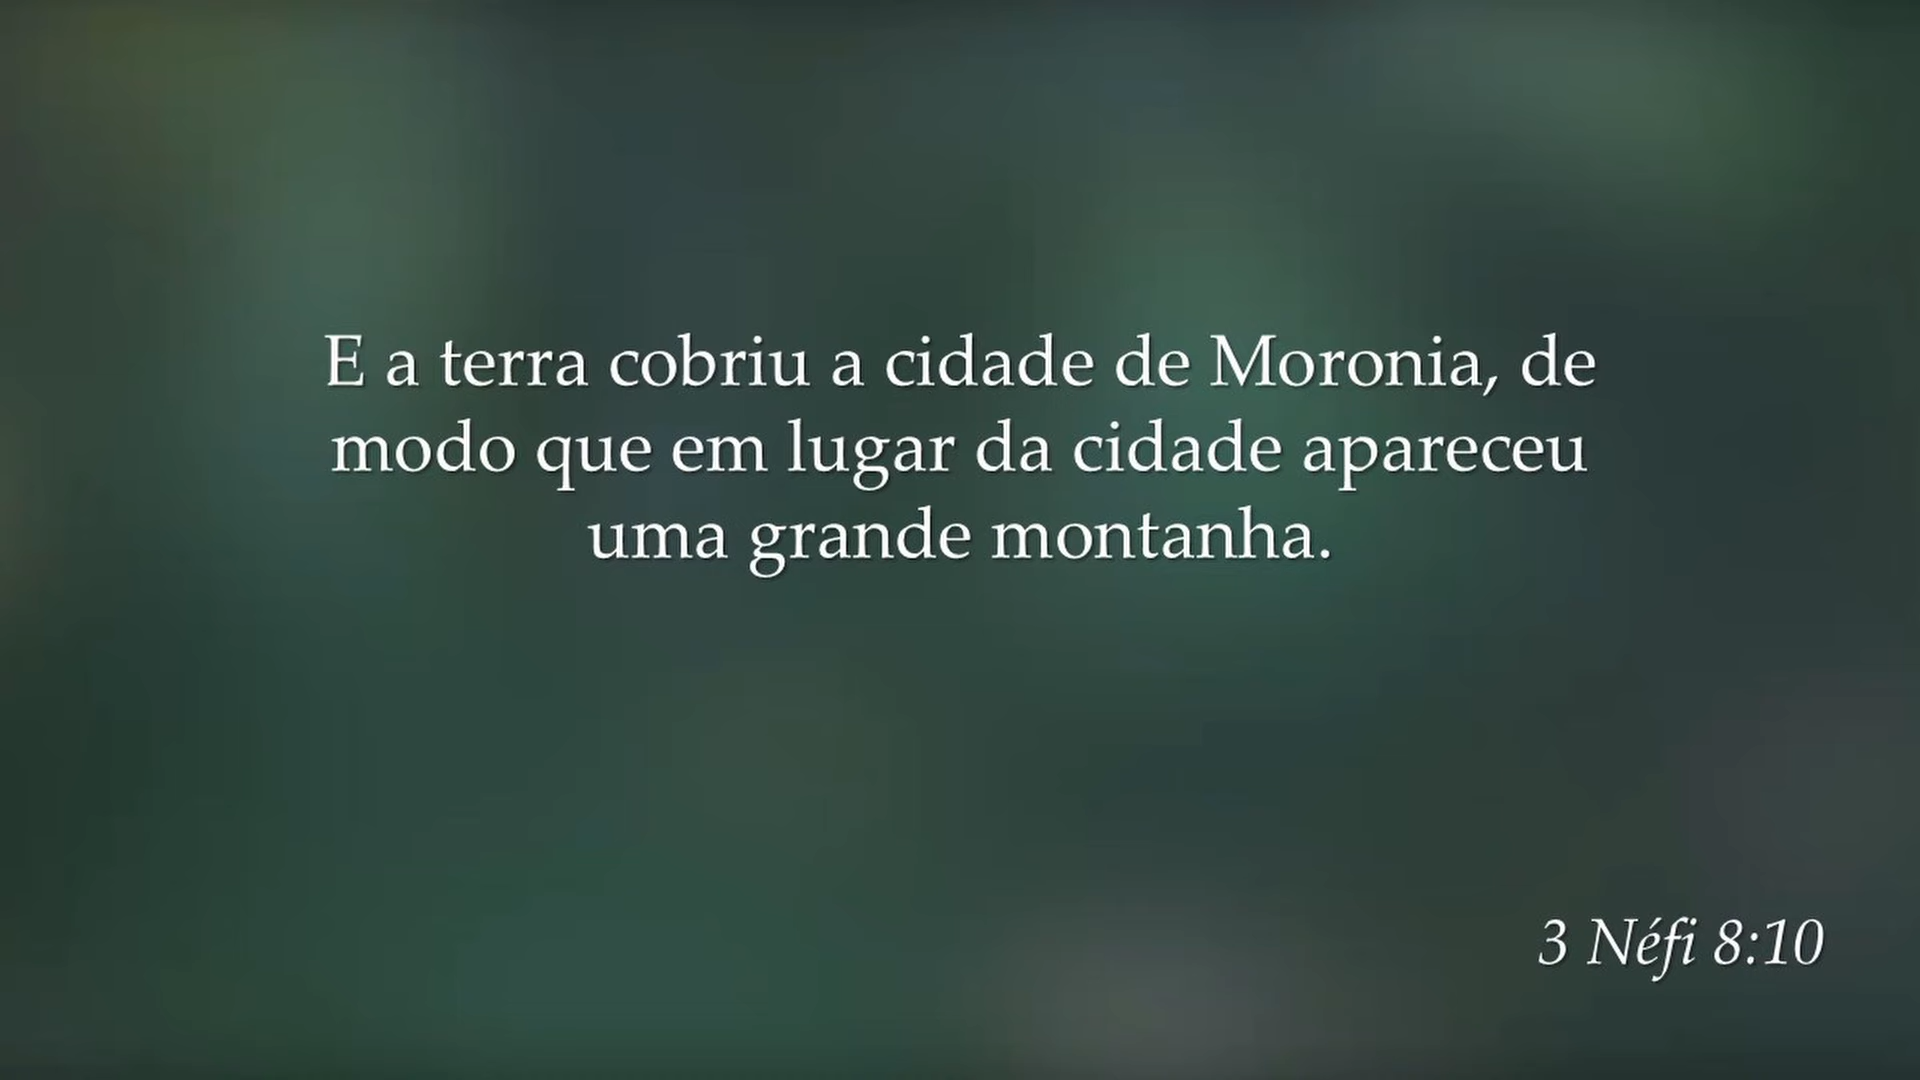 E a terra cobriu a cidade de Moronia, de
modo que em lugar da cidade apareceu
uma grande montanha.
3 Néfi 8:10